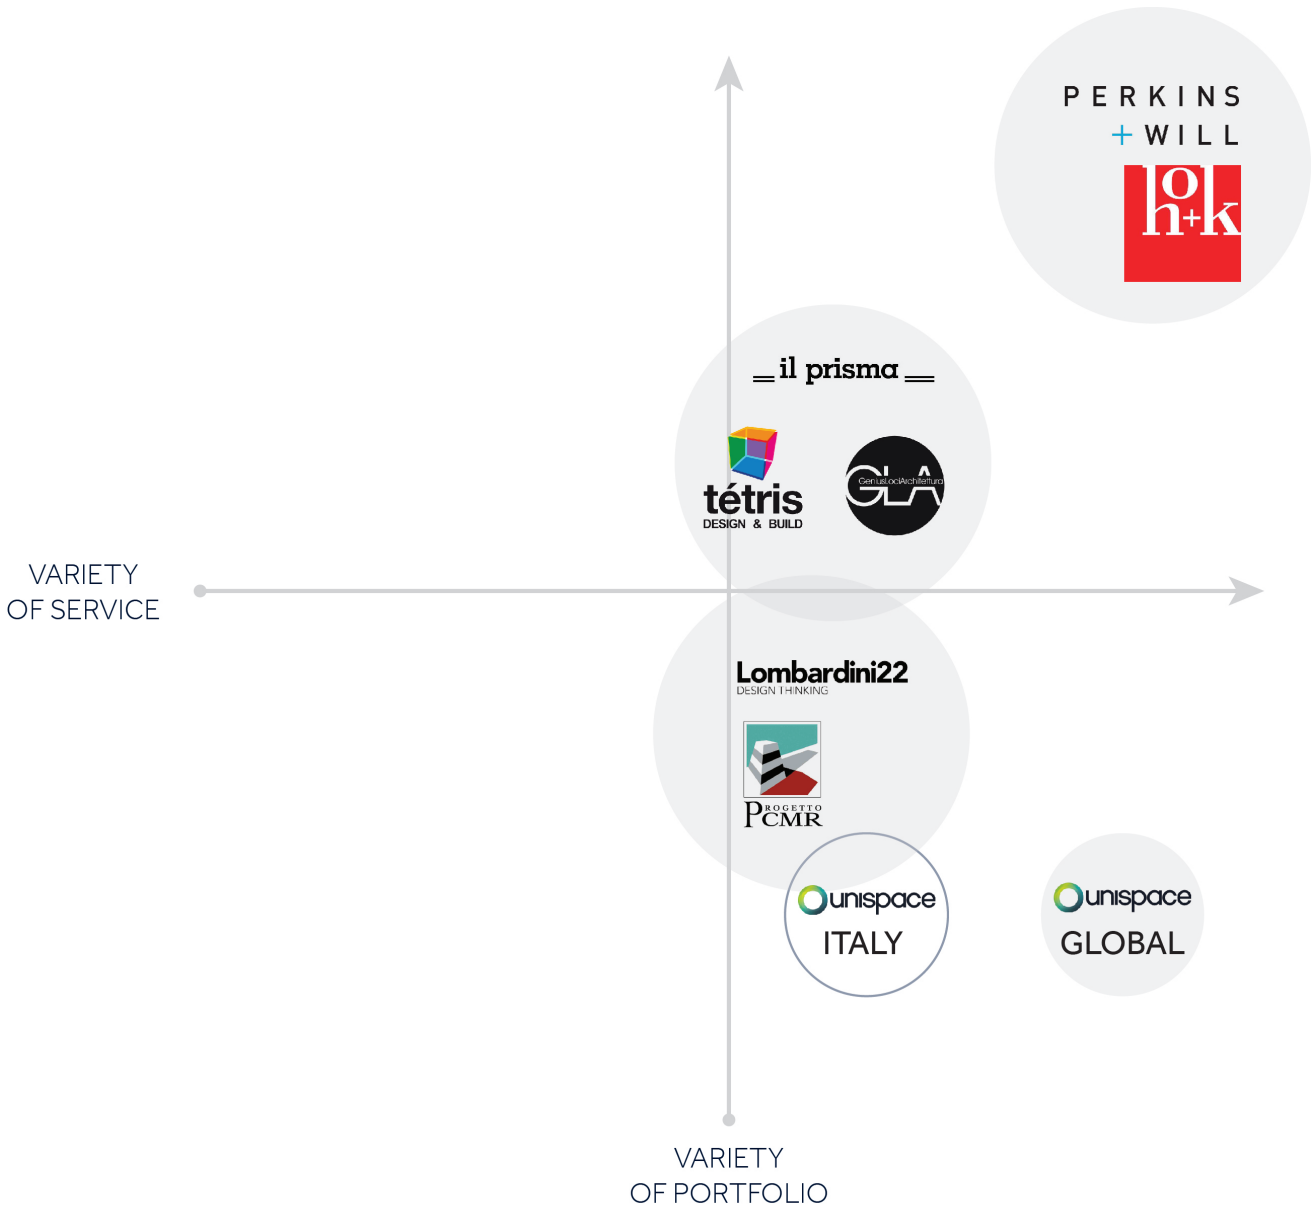 PERKINS
+ WILL
h o + k
il prisma
tétris
DESIGN & BUILD
GLA
GeniusLociArchitettura
VARIETY
OF SERVICE
Lombardini22
DESIGN THINKING
PROGETTO
CMR
unispace
ITALY
unispace
GLOBAL
VARIETY
OF PORTFOLIO